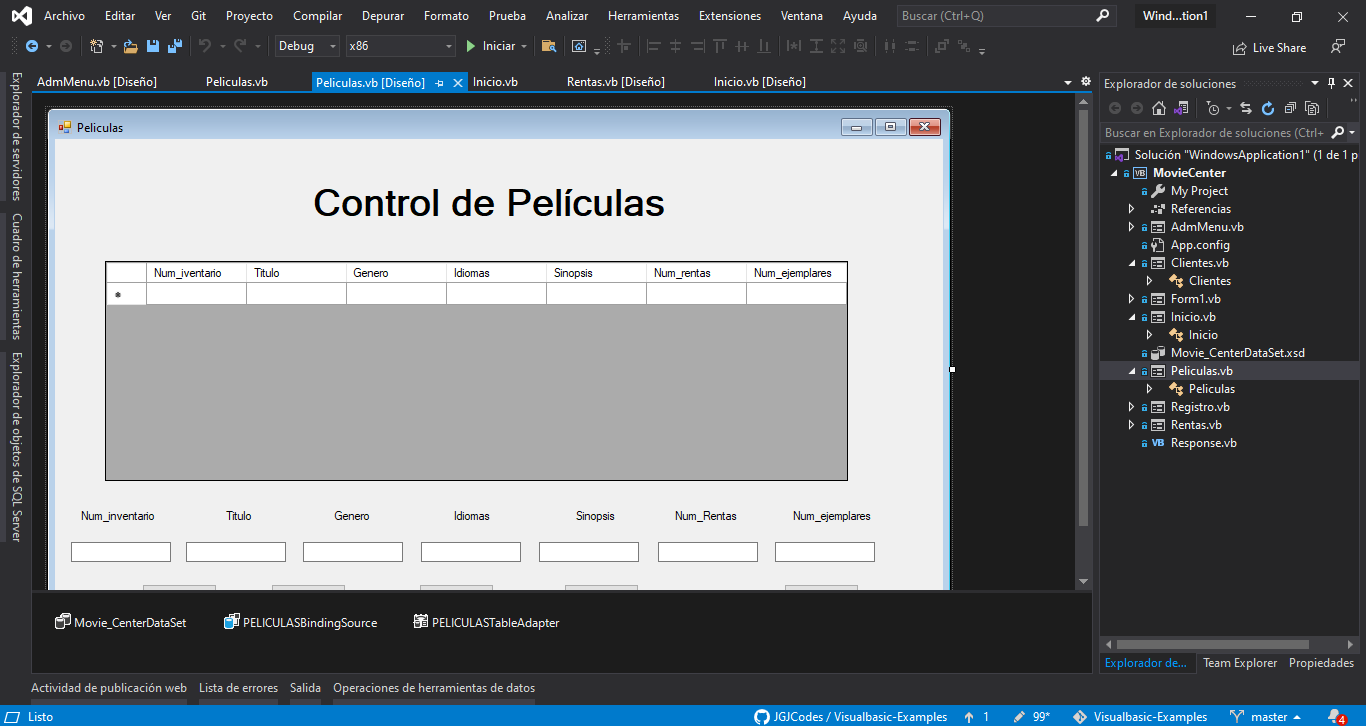 Archivo Editar Ver Git Proyecto Compilar Depurar Formato Prueba Analizar Herramientas Extensiones Ventana Ayuda Buscar (Ctrl+Q) Wind...tion1
Debug x86 Iniciar Live Share
AdmMenu.vb [Diseño] Peliculas.vb Peliculas.vb [Diseño] Inicio.vb Rentas.vb [Diseño] Inicio.vb [Diseño]
Explorador de servidores
Cuadro de herramientas
Explorador de objetos de SQL Server
Peliculas
Control de Películas
Num_iventario Titulo Genero Idiomas Sinopsis Num_rentas Num_ejemplares
Num_inventario Titulo Genero Idiomas Sinopsis Num_Rentas Num_ejemplares
Movie_CenterDataSet PELICULASBindingSource PELICULASTableAdapter
Explorador de soluciones
Buscar en Explorador de soluciones (Ctrl+
Solución "WindowsApplication1" (1 de 1 p
VB MovieCenter
My Project
Referencias
AdmMenu.vb
App.config
Clientes.vb
Clientes
Form1.vb
Inicio.vb
Inicio
Movie_CenterDataSet.xsd
Peliculas.vb
Peliculas
Registro.vb
Rentas.vb
VB Response.vb
Explorador de... Team Explorer Propiedades
Actividad de publicación web Lista de errores Salida Operaciones de herramientas de datos
Listo JGJCodes / Visualbasic-Examples 1 99* Visualbasic-Examples master 4